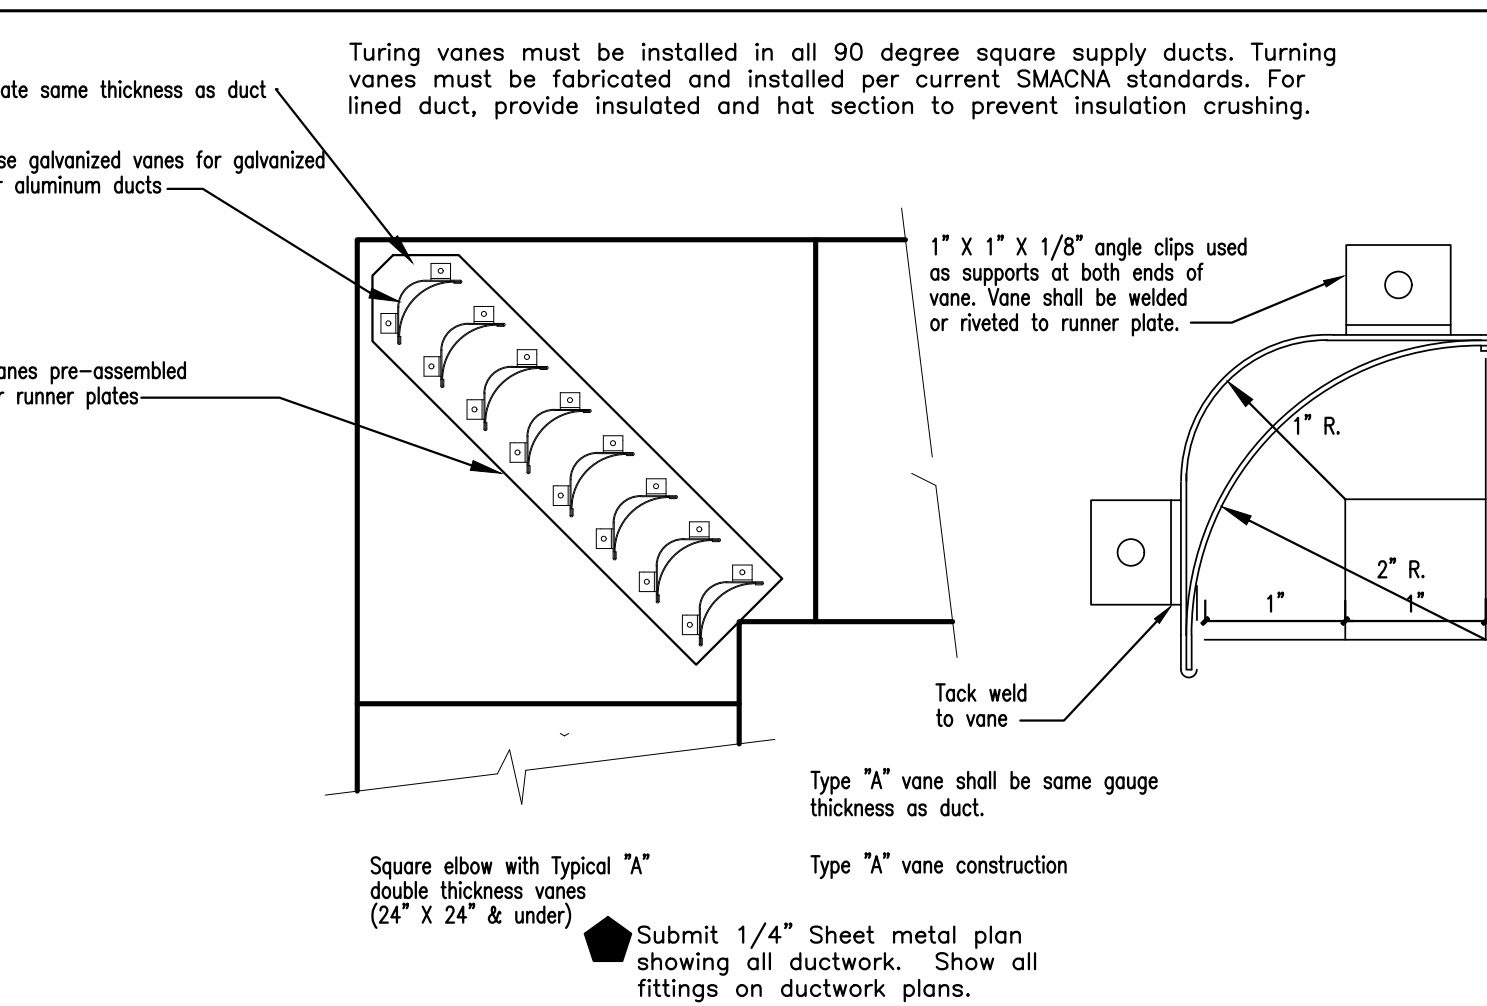 Turing vanes must be installed in all 90 degree square supply ducts. Turning
vanes must be fabricated and installed per current SMACNA standards. For
lined duct, provide insulated and hat section to prevent insulation crushing.
ate same thickness as duct
se galvanized vanes for galvanized
r aluminum ducts
anes pre-assembled
r runner plates
1" X 1" X 1/8" angle clips used
as supports at both ends of
vane. Vane shall be welded
or riveted to runner plate.
1" R.
2" R.
1"
1"
Tack weld
to vane
Type "A" vane shall be same gauge
thickness as duct.
Type "A" vane construction
Square elbow with Typical "A"
double thickness vanes
(24" X 24" & under)
Submit 1/4" Sheet metal plan
showing all ductwork.  Show all
fittings on ductwork plans.